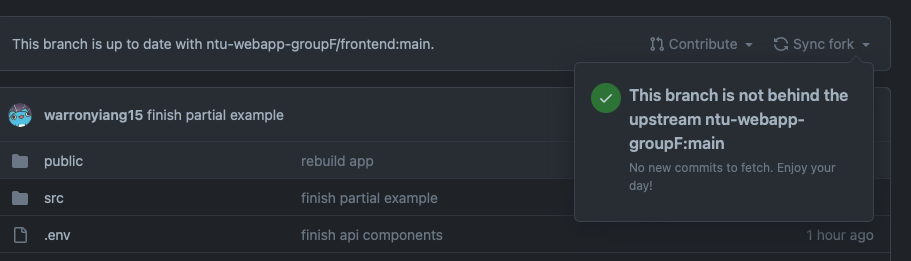 This branch is up to date with ntu-webapp-groupF/frontend:main.
Contribute
Sync fork
This branch is not behind the
upstream ntu-webapp-
groupF:main
No new commits to fetch. Enjoy your
day!
warronyiang15 finish partial example
public rebuild app
src finish partial example
.env finish api components 1 hour ago